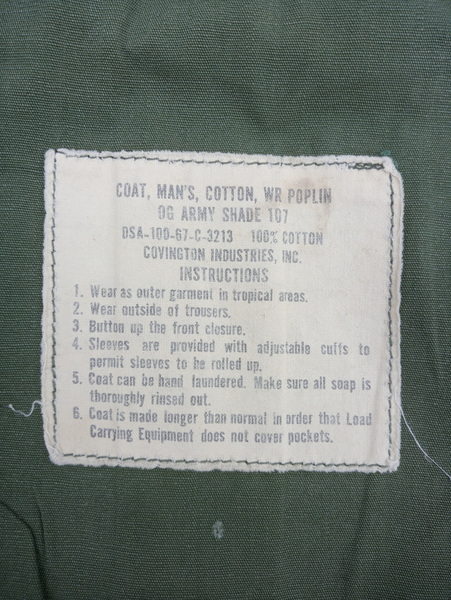 COAT, MAN'S, COTTON, WR POPLIN
OG ARMY SHADE 107
DSA-100-67-C-3213 100% COTTON
COVINGTON INDUSTRIES, INC.
INSTRUCTIONS
1. Wear as outer garment in tropical areas.
2. Wear outside of trousers.
3. Button up the front closure.
4. Sleeves are provided with adjustable cuffs to
permit sleeves to be rolled up.
5. Coat can be hand laundered. Make sure all soap is
thoroughly rinsed out.
6. Coat is made longer than normal in order that Load
Carrying Equipment does not cover pockets.